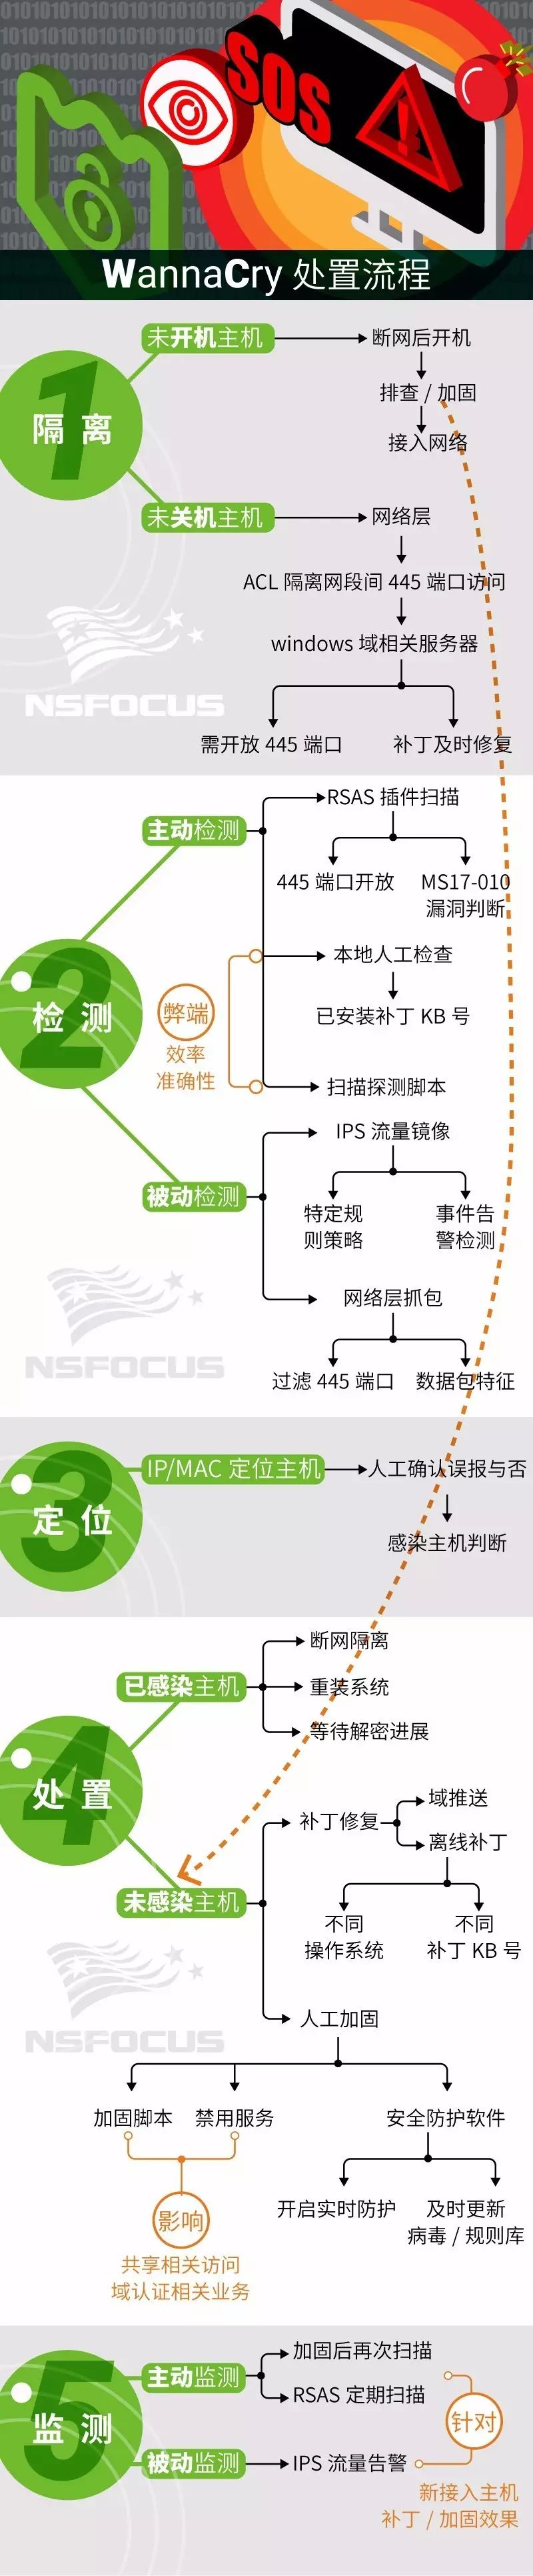 SOS
WannaCry 处置流程
未开机主机
断网后开机
排查 / 加固
接入网络
1
隔 离
未关机主机
网络层
ACL 隔离网段间 445 端口访问
windows 域相关服务器
需开放 445 端口
补丁及时修复
NSFOCUS
主动检测
RSAS 插件扫描
445 端口开放
MS17-010
漏洞判断
本地人工检查
已安装补丁 KB 号
扫描探测脚本
弊端
效率
准确性
2
检 测
被动检测
IPS 流量镜像
特定规
则策略
事件告
警检测
网络层抓包
过滤 445 端口
数据包特征
NSFOCUS
3
定 位
IP/MAC 定位主机
人工确认误报与否
感染主机判断
已感染主机
断网隔离
重装系统
等待解密进展
4
处 置
未感染主机
补丁修复
域推送
离线补丁
不同
操作系统
不同
补丁 KB 号
NSFOCUS
人工加固
加固脚本
禁用服务
安全防护软件
影响
共享相关访问
域认证相关业务
开启实时防护
及时更新
病毒 / 规则库
5
监 测
主动监测
加固后再次扫描
RSAS 定期扫描
被动监测
IPS 流量告警
针对
新接入主机
补丁 / 加固效果